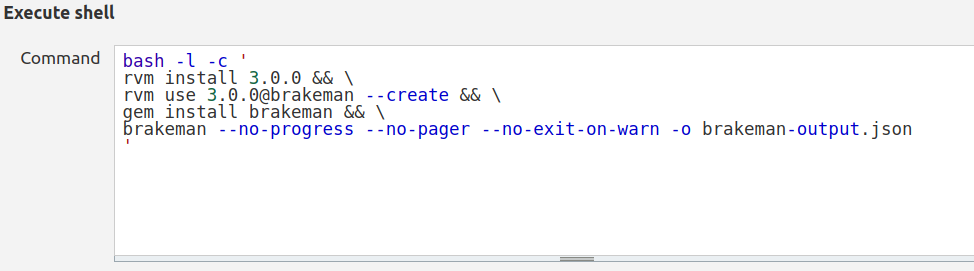 Execute shell
Command
bash -l -c '
rvm install 3.0.0 && \
rvm use 3.0.0@brakeman --create && \
gem install brakeman && \
brakeman --no-progress --no-pager --no-exit-on-warn -o brakeman-output.json
'